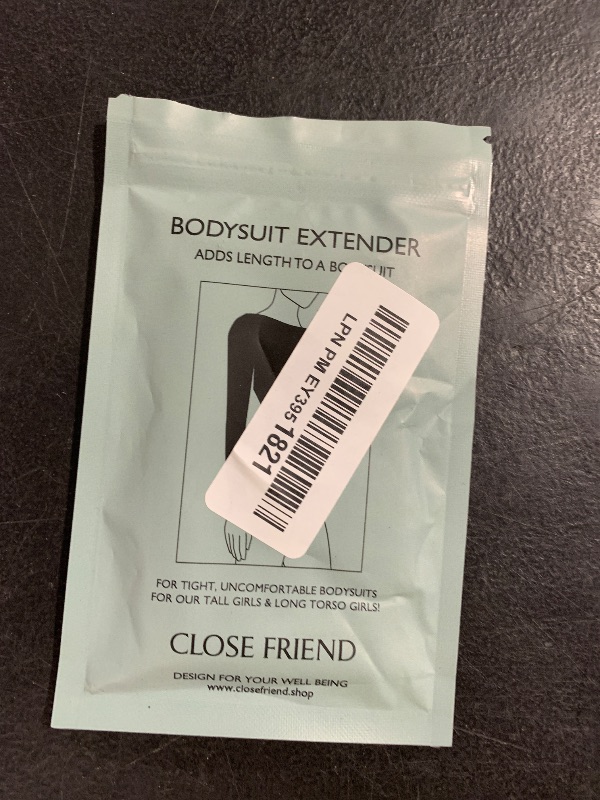 BODYSUIT EXTENDER
ADDS LENGTH TO A BODYSUIT
LPN PM EY395 1821
FOR TIGHT, UNCOMFORTABLE BODYSUITS
FOR OUR TALL GIRLS & LONG TORSO GIRLS!
CLOSE FRIEND
DESIGN FOR YOUR WELL BEING
www.closefriend.shop